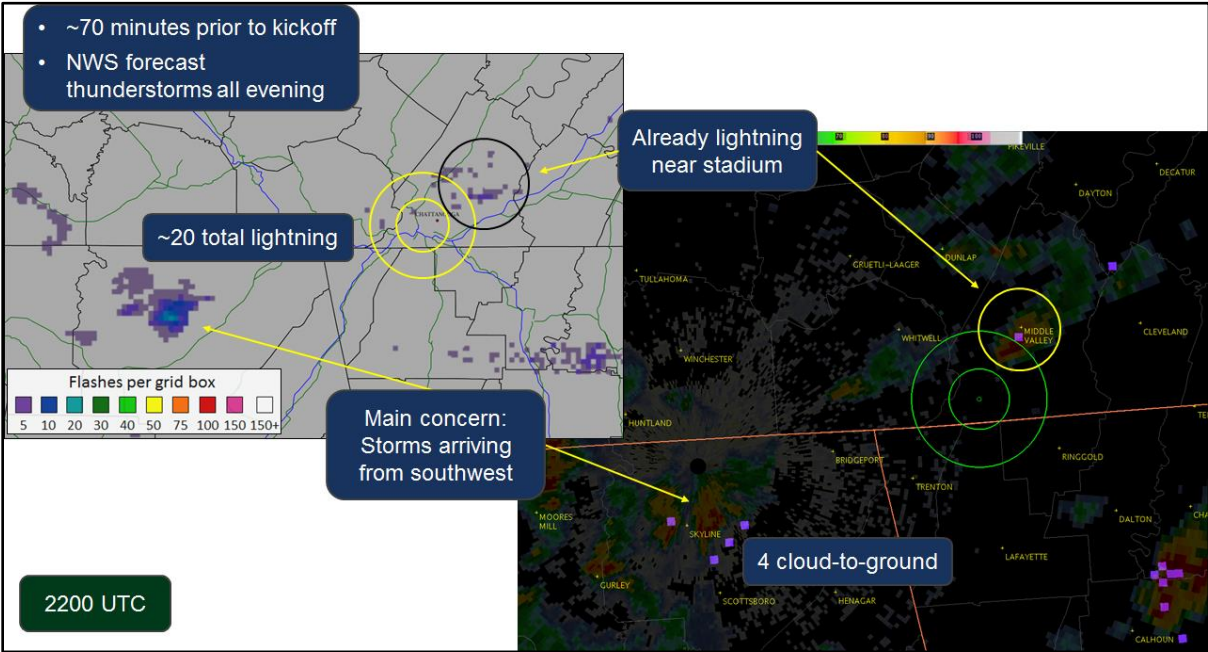 • ~70 minutes prior to kickoff
• NWS forecast
thunderstorms all evening
Already lightning
near stadium
~20 total lightning
CHATTANOOGA
Flashes per grid box
5 10 20 30 40 50 75 100 150 150+
Main concern:
Storms arriving
from southwest
4 cloud-to-ground
2200 UTC
PIKEVILLE
DECATUR
DAYTON
GRUETLI-LAAGER
DUNLAP
TULLAHOMA
MIDDLE
VALLEY
CLEVELAND
WHITWELL
WINCHESTER
HUNTLAND
BRIDGEPORT
RINGGOLD
TRENTON
MOORES
MILL
SKYLINE
DALTON
LAFAYETTE
GURLEY
SCOTTSBORO
HENAGAR
CALHOUN